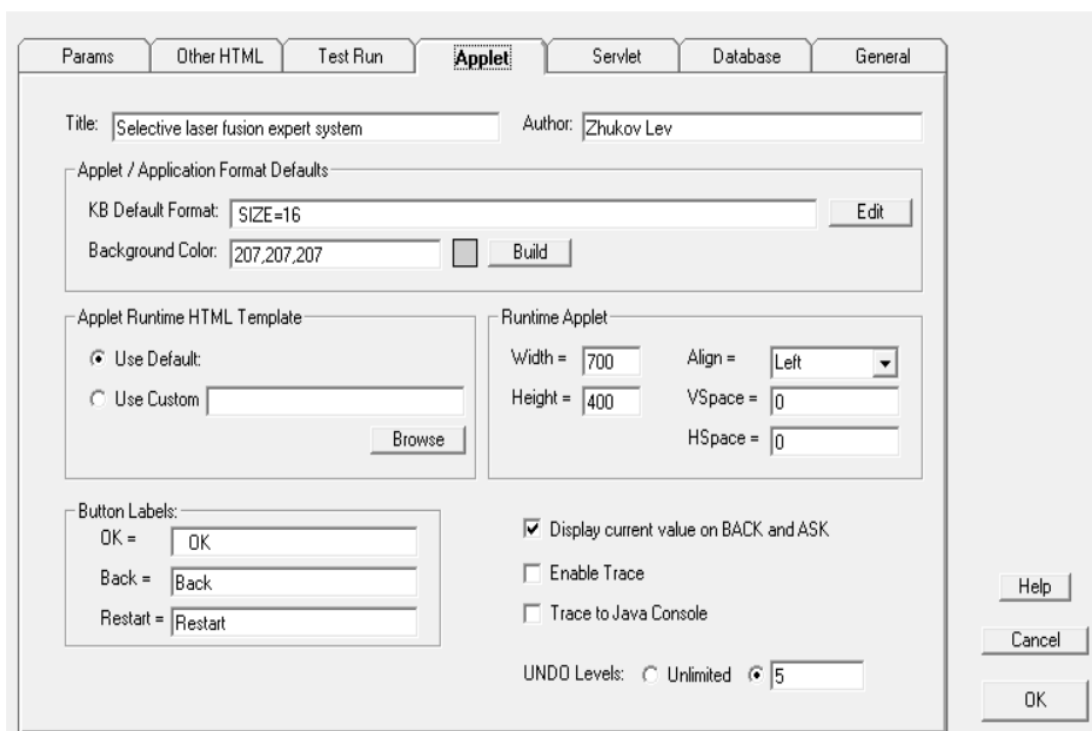 Params Other HTML Test Run Applet Servlet Database General
Title: Selective laser fusion expert system Author: Zhukov Lev
Applet / Application Format Defaults
KB Default Format: SIZE=16 Edit
Background Color: 207,207,207 Build
Applet Runtime HTML Template
Use Default:
Use Custom
Browse
Runtime Applet
Width = 700 Align = Left
Height = 400 VSpace = 0
HSpace = 0
Button Labels:
OK = OK
Back = Back
Restart = Restart
Display current value on BACK and ASK
Enable Trace
Trace to Java Console
UNDO Levels: Unlimited 5
Help
Cancel
OK